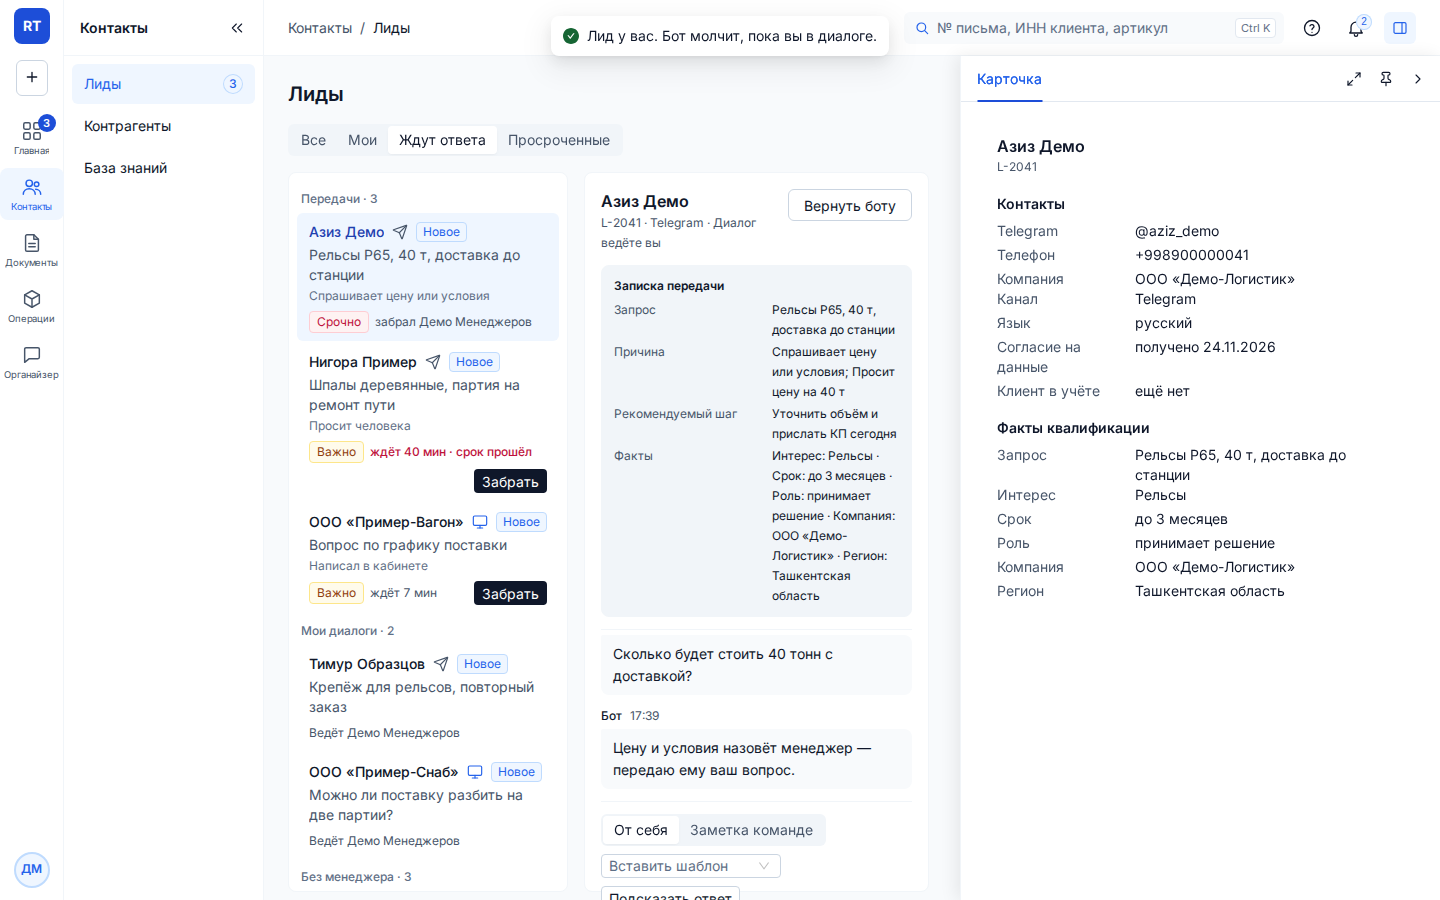 RT
Контакты
Контакты / Лиды
Лид у вас. Бот молчит, пока вы в диалоге.
№ письма, ИНН клиента, артикул
Ctrl K
2
+
3
Главная
Контакты
Документы
Операции
Органайзер
ДМ
Лиды
3
Контрагенты
База знаний
Лиды
Все
Мои
Ждут ответа
Просроченные
Передачи · 3
Азиз Демо
Новое
Рельсы Р65, 40 т, доставка до
станции
Спрашивает цену или условия
Срочно
забрал Демо Менеджеров
Нигора Пример
Новое
Шпалы деревянные, партия на
ремонт пути
Просит человека
Важно
ждёт 40 мин · срок прошёл
Забрать
ООО «Пример-Вагон»
Новое
Вопрос по графику поставки
Написал в кабинете
Важно
ждёт 7 мин
Забрать
Мои диалоги · 2
Тимур Образцов
Новое
Крепёж для рельсов, повторный
заказ
Ведёт Демо Менеджеров
ООО «Пример-Снаб»
Новое
Можно ли поставку разбить на
две партии?
Ведёт Демо Менеджеров
Без менеджера · 3
Азиз Демо
L-2041 · Telegram · Диалог
ведёте вы
Вернуть боту
Записка передачи
Запрос
Рельсы Р65, 40 т,
доставка до станции
Причина
Спрашивает цену
или условия; Просит
цену на 40 т
Рекомендуемый шаг
Уточнить объём и
прислать КП сегодня
Факты
Интерес: Рельсы ·
Срок: до 3 месяцев ·
Роль: принимает
решение · Компания:
ООО «Демо-
Логистик» · Регион:
Ташкентская
область
Сколько будет стоить 40 тонн с
доставкой?
Бот 17:39
Цену и условия назовёт менеджер —
передаю ему ваш вопрос.
От себя
Заметка команде
Вставить шаблон
Подсказать ответ
Карточка
Азиз Демо
L-2041
Контакты
Telegram
@aziz_demo
Телефон
+998900000041
Компания
ООО «Демо-Логистик»
Канал
Telegram
Язык
русский
Согласие на
данные
получено 24.11.2026
Клиент в учёте
ещё нет
Факты квалификации
Запрос
Рельсы Р65, 40 т, доставка до
станции
Интерес
Рельсы
Срок
до 3 месяцев
Роль
принимает решение
Компания
ООО «Демо-Логистик»
Регион
Ташкентская область